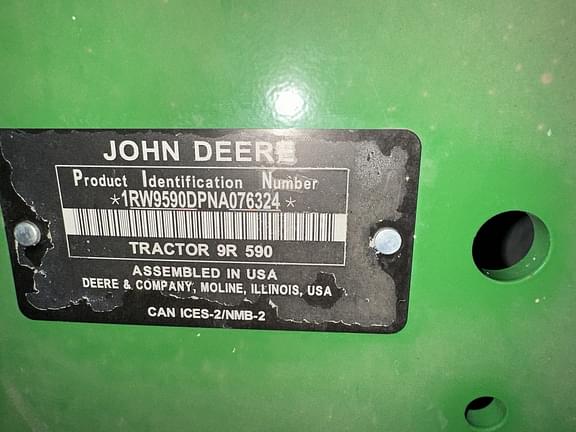 JOHN DEERE
Product Identification Number
*1RW9590DPNA076324*
TRACTOR 9R 590
ASSEMBLED IN USA
DEERE & COMPANY, MOLINE, ILLINOIS, USA
CAN ICES-2/NMB-2